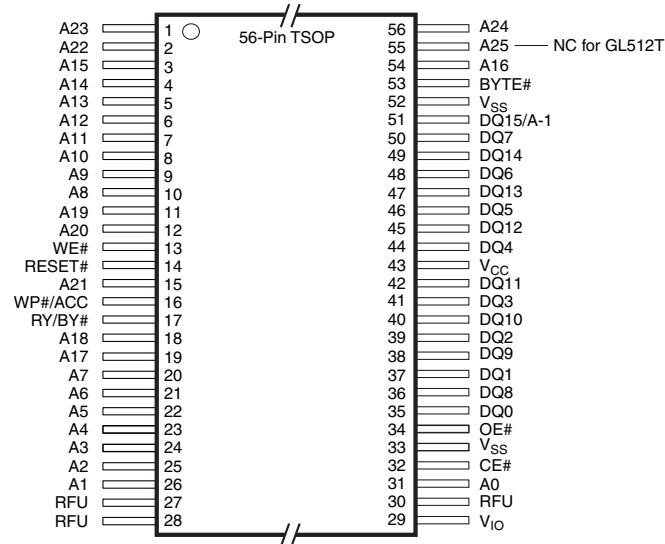 56-Pin TSOP
A23 1 56 A24
A22 2 55 A25 NC for GL512T
A15 3 54 A16
A14 4 53 BYTE#
A13 5 52 VSS
A12 6 51 DQ15/A-1
A11 7 50 DQ7
A10 8 49 DQ14
A9 9 48 DQ6
A8 10 47 DQ13
A19 11 46 DQ5
A20 12 45 DQ12
WE# 13 44 DQ4
RESET# 14 43 VCC
A21 15 42 DQ11
WP#/ACC 16 41 DQ3
RY/BY# 17 40 DQ10
A18 18 39 DQ2
A17 19 38 DQ9
A7 20 37 DQ1
A6 21 36 DQ8
A5 22 35 DQ0
A4 23 34 OE#
A3 24 33 VSS
A2 25 32 CE#
A1 26 31 A0
RFU 27 30 RFU
RFU 28 29 VIO